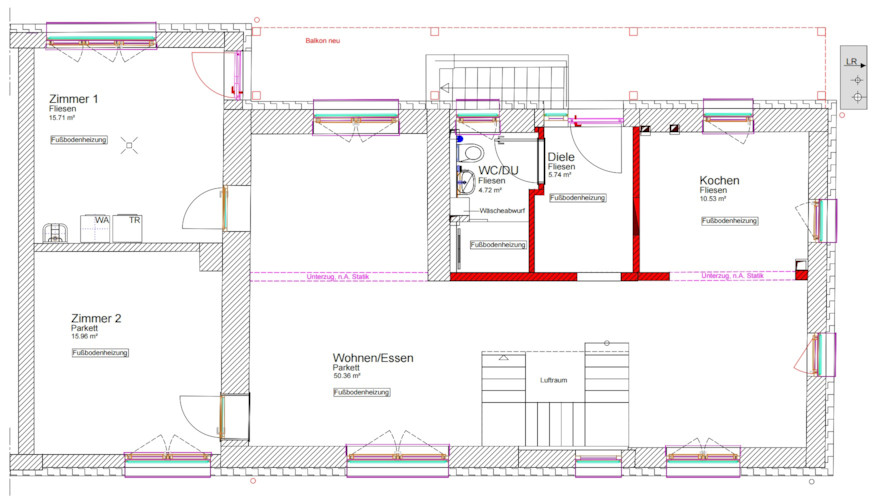 Balkon neu
LR
Zimmer 1
Fliesen
15.71 m²
Fußbodenheizung
WA
TR
WC/DU
Fliesen
4.72 m²
Wäscheabwurf
Fußbodenheizung
Diele
Fliesen
5.74 m²
Fußbodenheizung
Kochen
Fliesen
10.53 m²
Fußbodenheizung
Unterzug, n.A. Statik
Unterzug, n.A. Statik
Zimmer 2
Parkett
15.96 m²
Fußbodenheizung
Wohnen/Essen
Parkett
50.36 m²
Fußbodenheizung
Luftraum